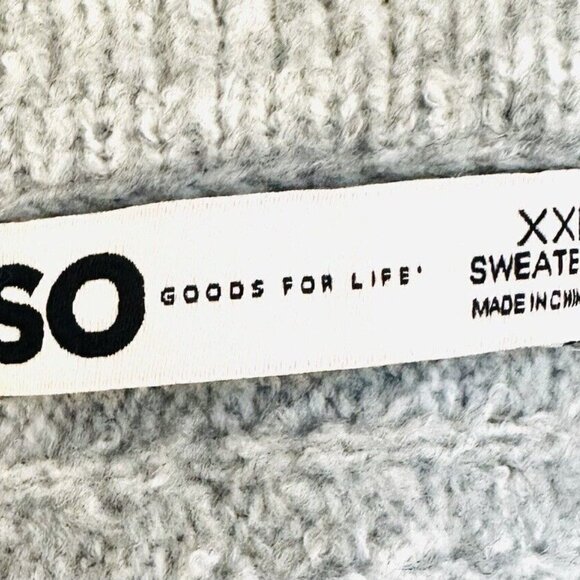 SO GOODS FOR LIFE
XX
SWEATE
MADE IN CHIN